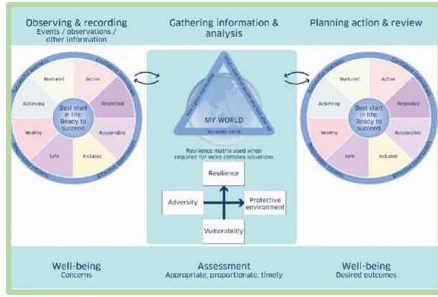 Observing & recording
Events / observations /
other information
Gathering information &
analysis
Planning action & review
Nurtured
Active
Achieving
Respected
Best start
in life:
Ready to
succeed
Healthy
Responsible
Safe
Included
MY WORLD
Resilience matrix used when
required for more complex situations
Resilience
Adversity
Protective
environment
Vulnerability
Nurtured
Active
Achieving
Respected
Best start
in life:
Ready to
succeed
Healthy
Responsible
Safe
Included
Well-being
Concerns
Assessment
Appropriate, proportionate, timely
Well-being
Desired outcomes